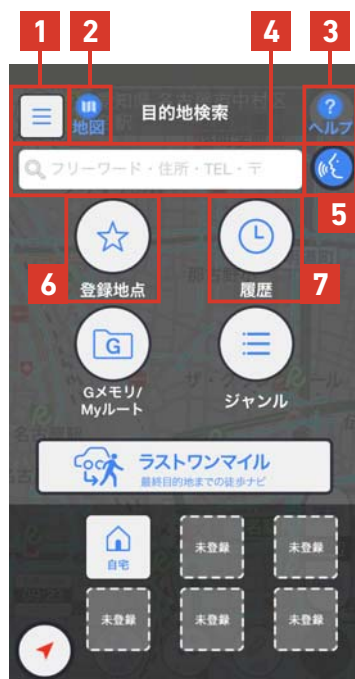 1 2 4 3
目的地検索
地図
ヘルプ
フリーワード・住所・TEL・〒
5
6 7
登録地点 履歴
G
Gメモリ/
Myルート
ジャンル
ラストワンマイル
最終目的地までの徒歩ナビ
自宅 未登録 未登録
未登録 未登録 未登録